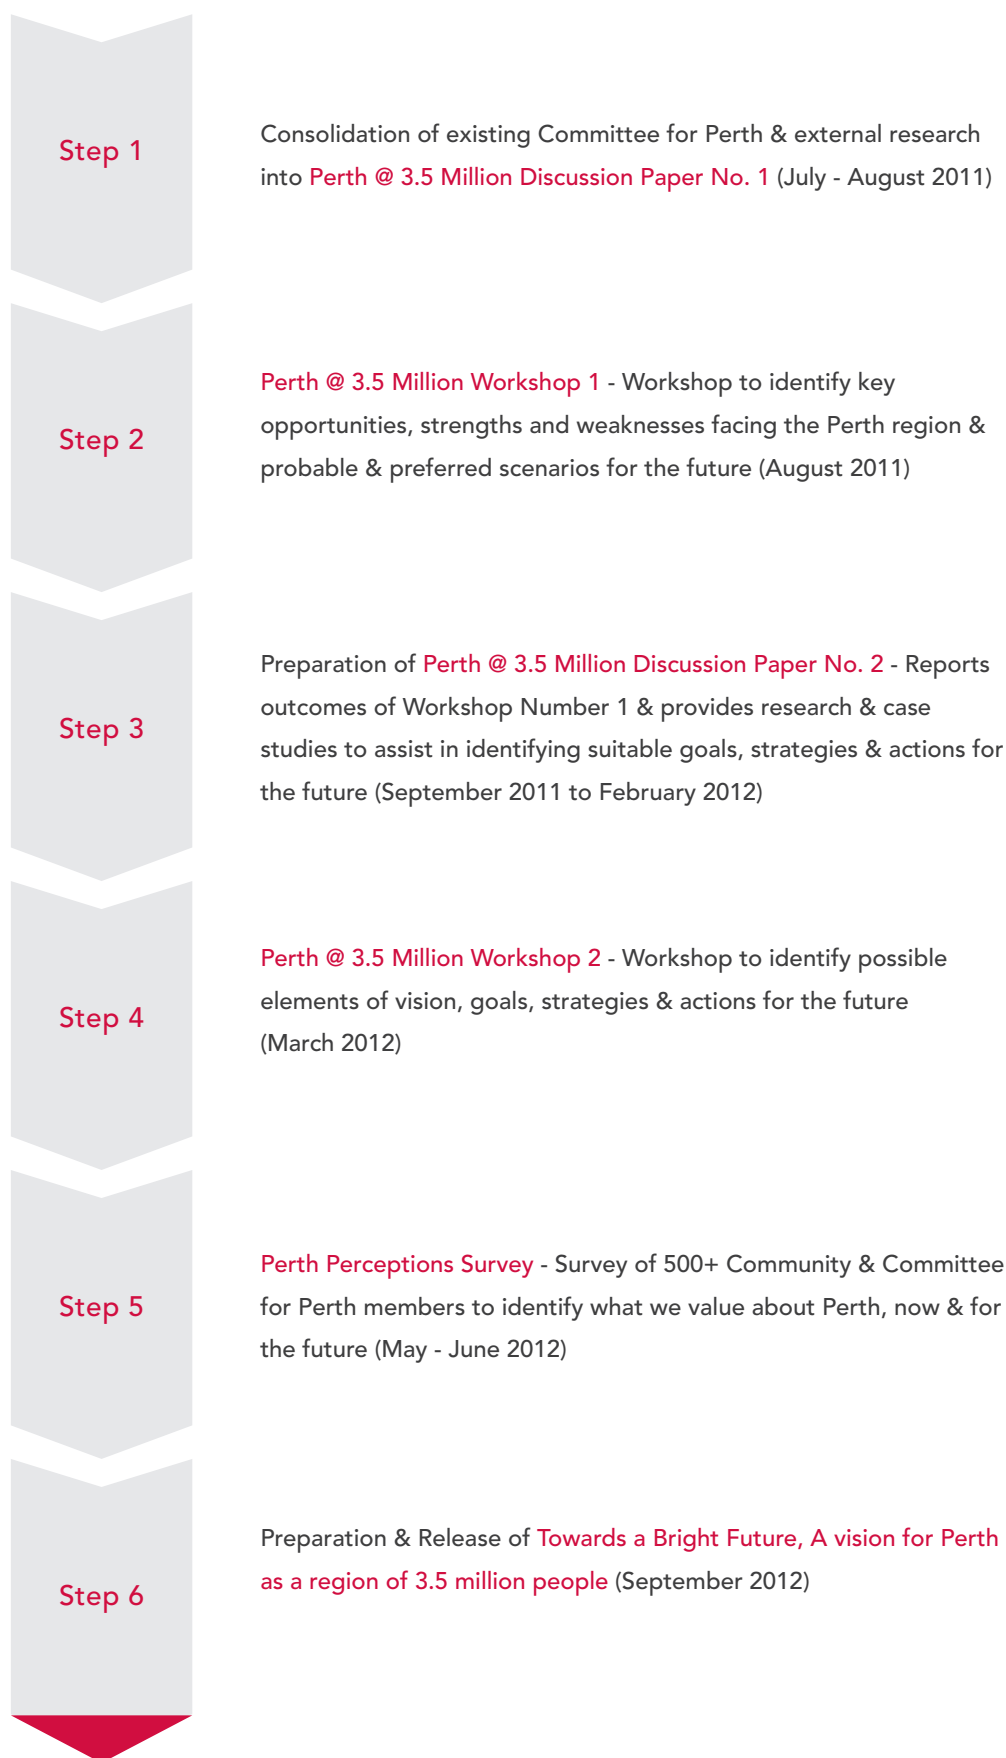 Step 1
Consolidation of existing Committee for Perth & external research
into Perth @ 3.5 Million Discussion Paper No. 1 (July - August 2011)
Step 2
Perth @ 3.5 Million Workshop 1 - Workshop to identify key
opportunities, strengths and weaknesses facing the Perth region &
probable & preferred scenarios for the future (August 2011)
Step 3
Preparation of Perth @ 3.5 Million Discussion Paper No. 2 - Reports
outcomes of Workshop Number 1 & provides research & case
studies to assist in identifying suitable goals, strategies & actions for
the future (September 2011 to February 2012)
Step 4
Perth @ 3.5 Million Workshop 2 - Workshop to identify possible
elements of vision, goals, strategies & actions for the future
(March 2012)
Step 5
Perth Perceptions Survey - Survey of 500+ Community & Committee
for Perth members to identify what we value about Perth, now & for
the future (May - June 2012)
Step 6
Preparation & Release of Towards a Bright Future, A vision for Perth
as a region of 3.5 million people (September 2012)